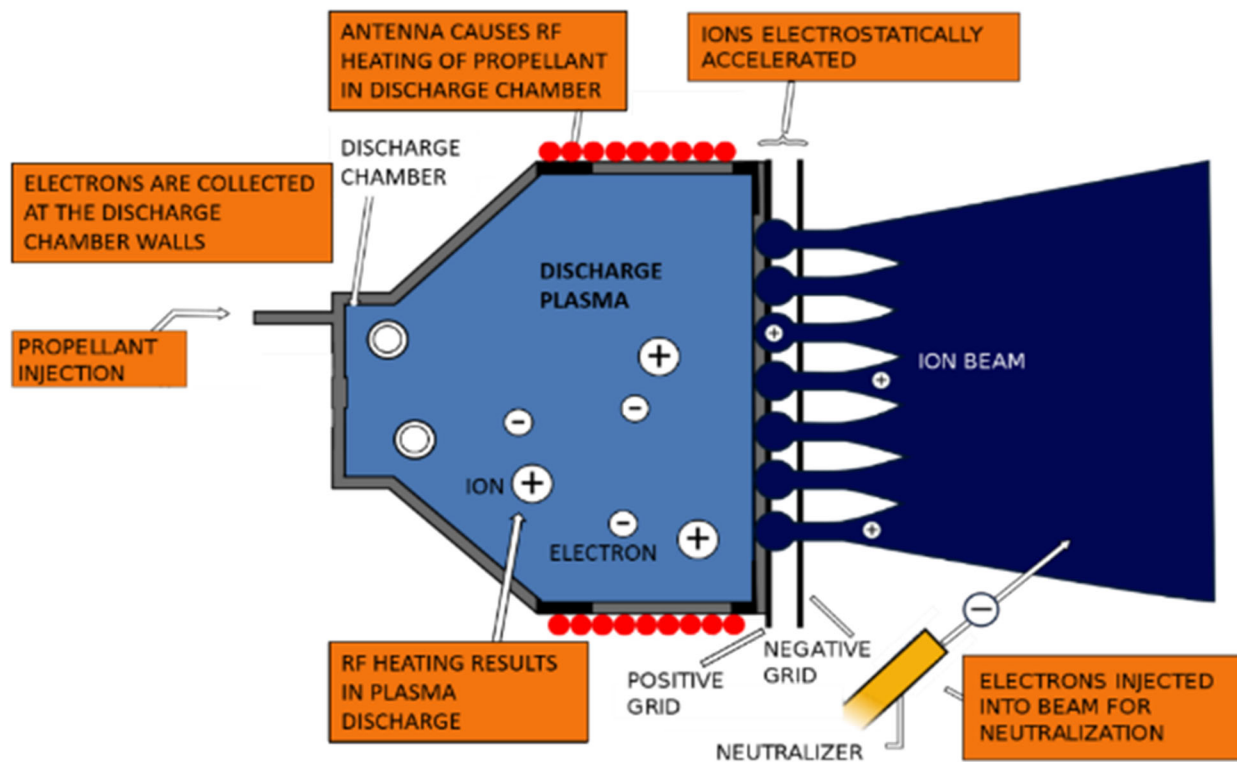 ANTENNA CAUSES RF
HEATING OF PROPELLANT
IN DISCHARGE CHAMBER
IONS ELECTROSTATICALLY
ACCELERATED
DISCHARGE
CHAMBER
ELECTRONS ARE COLLECTED
AT THE DISCHARGE
CHAMBER WALLS
DISCHARGE
PLASMA
PROPELLANT
INJECTION
ION BEAM
ION
ELECTRON
RF HEATING RESULTS
IN PLASMA
DISCHARGE
POSITIVE
GRID
NEGATIVE
GRID
NEUTRALIZER
ELECTRONS INJECTED
INTO BEAM FOR
NEUTRALIZATION